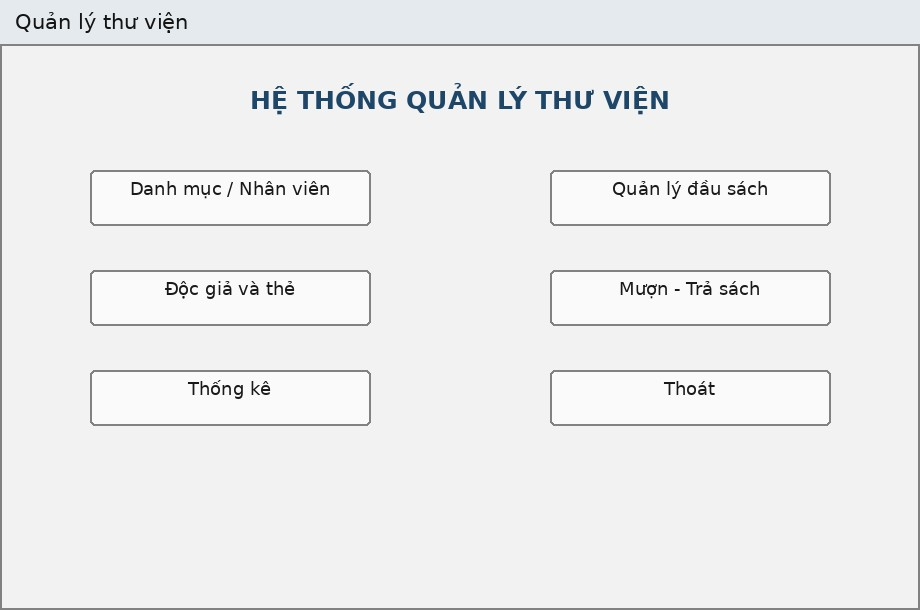 Quản lý thư viện
HỆ THỐNG QUẢN LÝ THƯ VIỆN
Danh mục / Nhân viên
Quản lý đầu sách
Độc giả và thẻ
Mượn - Trả sách
Thống kê
Thoát